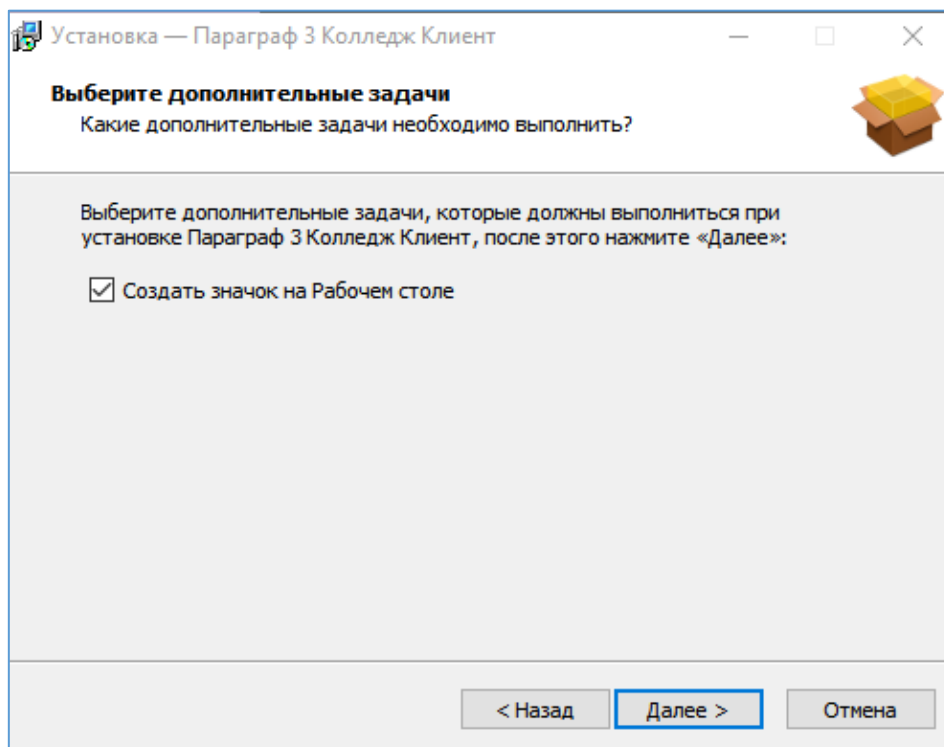 Установка — Параграф 3 Колледж Клиент
Выберите дополнительные задачи
Какие дополнительные задачи необходимо выполнить?
Выберите дополнительные задачи, которые должны выполниться при
установке Параграф 3 Колледж Клиент, после этого нажмите «Далее»:
Создать значок на Рабочем столе
< Назад
Далее >
Отмена